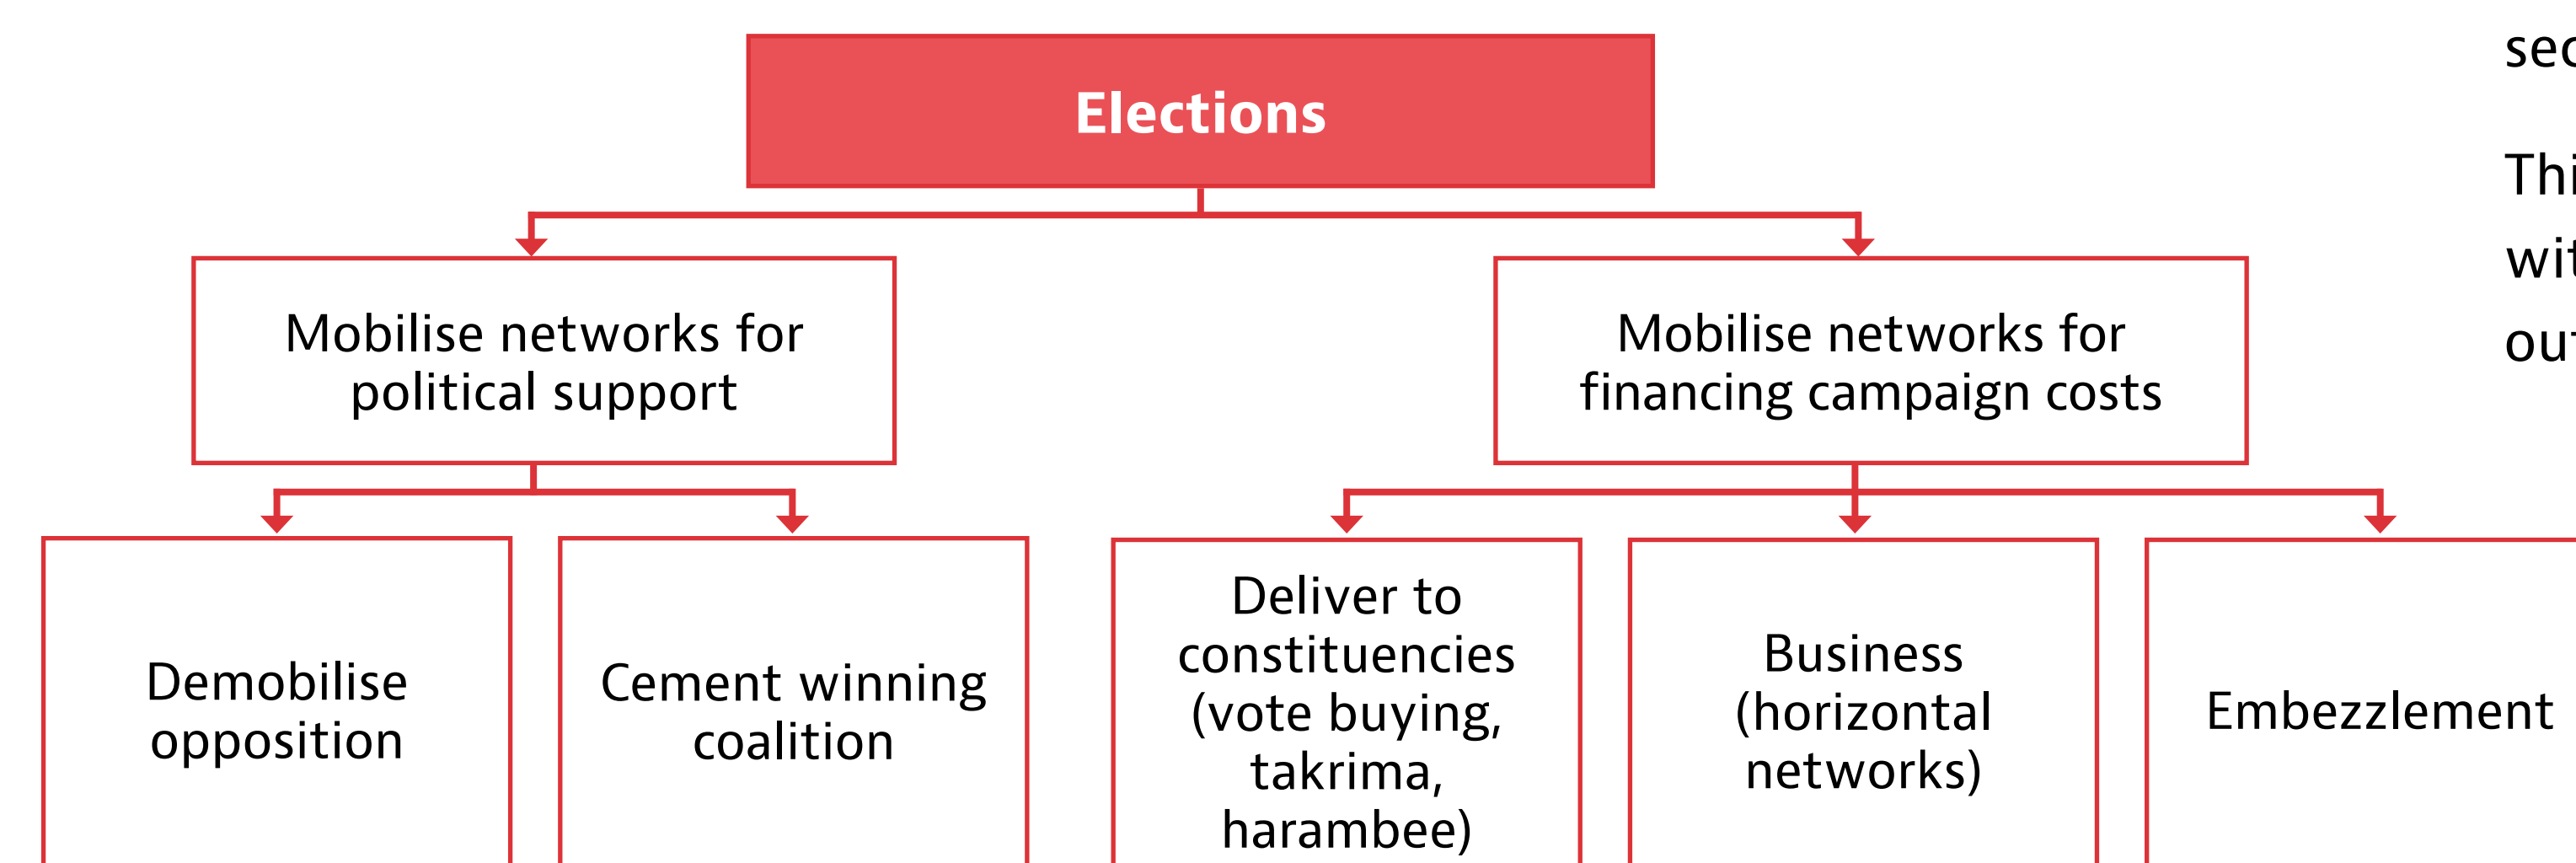 Elections
Mobilise networks for
political support
Mobilise networks for
financing campaign costs
Demobilise
opposition
Cement winning
coalition
Deliver to
constituencies
(vote buying,
takrima,
harambee)
Business
(horizontal
networks)
Embezzlement